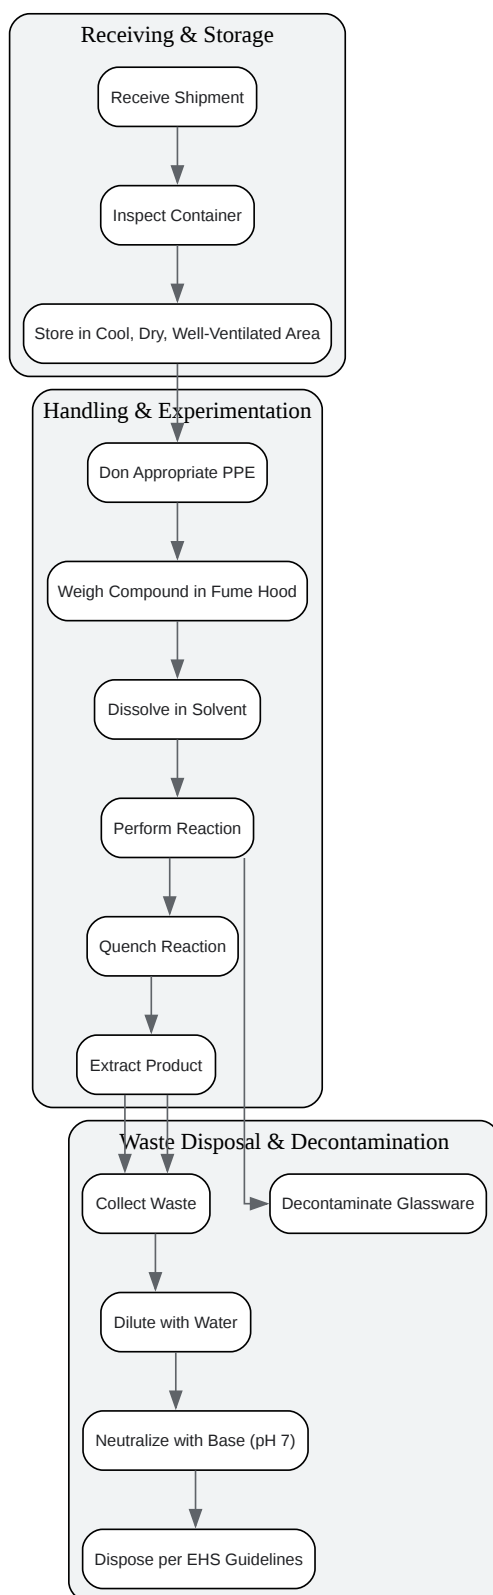 Receiving & Storage
Receive Shipment
Inspect Container
Store in Cool, Dry, Well-Ventilated Area
Handling & Experimentation
Don Appropriate PPE
Weigh Compound in Fume Hood
Dissolve in Solvent
Perform Reaction
Quench Reaction
Extract Product
Waste Disposal & Decontamination
Collect Waste
Decontaminate Glassware
Dilute with Water
Neutralize with Base (pH 7)
Dispose per EHS Guidelines